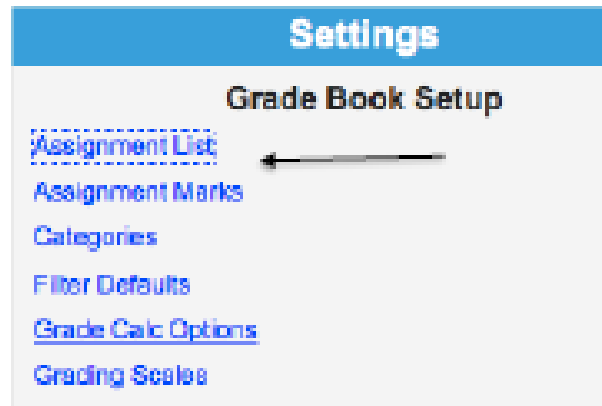 Settings
Grade Book Setup
Assignment List
Assignment Marks
Categories
Filter Defaults
Grade Calc Options
Grading Scales